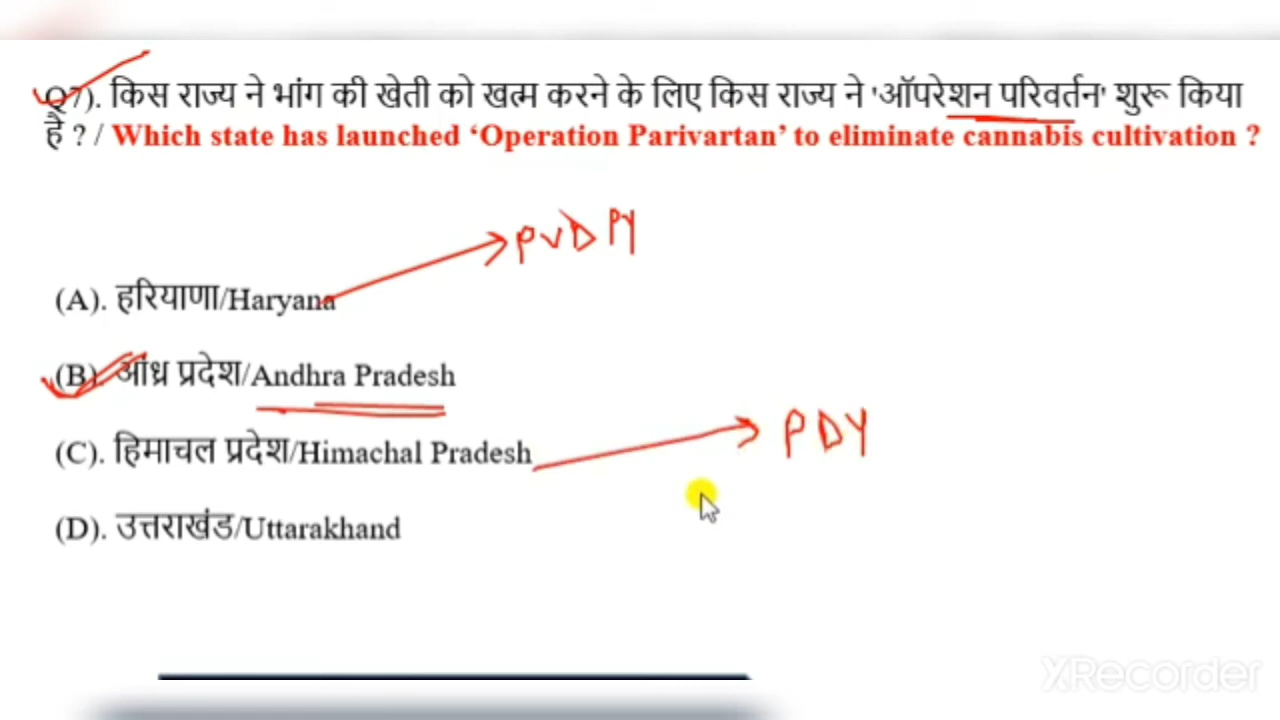 Q7). किस राज्य ने भांग की खेती को खत्म करने के लिए किस राज्य ने 'ऑपरेशन परिवर्तन' शुरू किया
है ? / Which state has launched ‘Operation Parivartan’ to eliminate cannabis cultivation ?
PVDPY
(A). हरियाणा/Haryana
(B). आंध्र प्रदेश/Andhra Pradesh
PDY
(C). हिमाचल प्रदेश/Himachal Pradesh
(D). उत्तराखंड/Uttarakhand
XRecorder